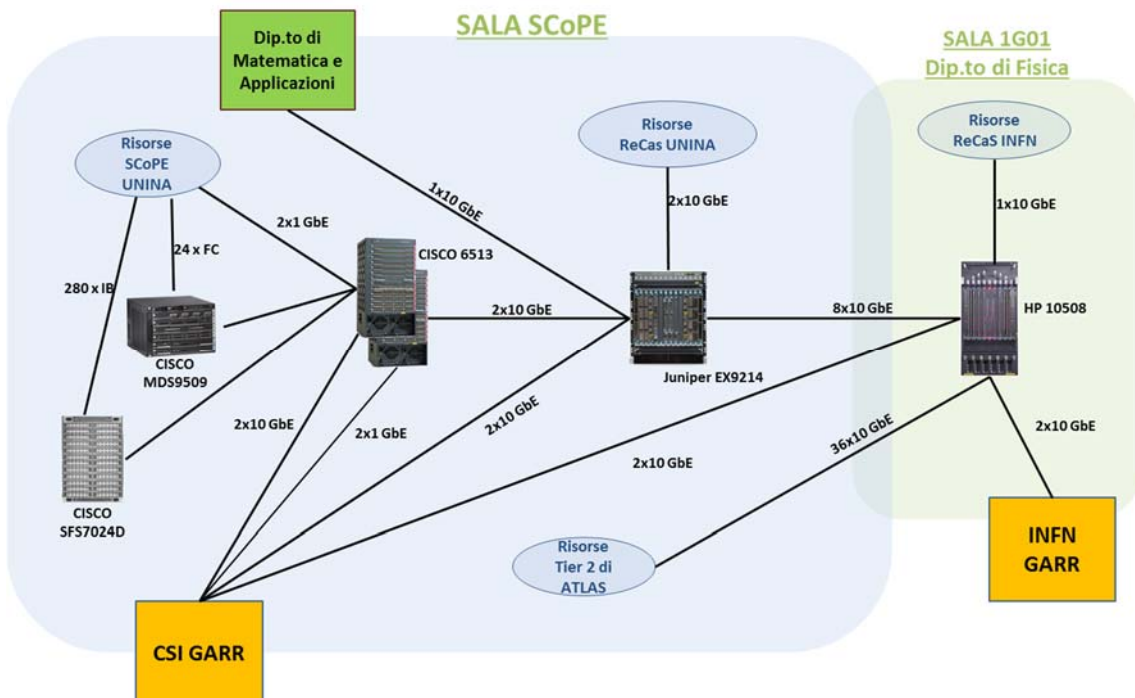 SALA SCoPE
SALA 1G01
Dip.to di Fisica
Dip.to di
Matematica e
Applicazioni
Risorse
SCoPE
UNINA
Risorse
ReCas UNINA
Risorse
ReCaS INFN
1x10 GbE
2x10 GbE
1x10 GbE
2x1 GbE
24 x FC
280 x IB
CISCO 6513
2x10 GbE
8x10 GbE
HP 10508
CISCO
MDS9509
Juniper EX9214
2x10 GbE
2x1 GbE
2x10 GbE
2x10 GbE
36x10 GbE
2x10 GbE
CISCO
SFS7024D
Risorse
Tier 2 di
ATLAS
INFN
GARR
CSI GARR